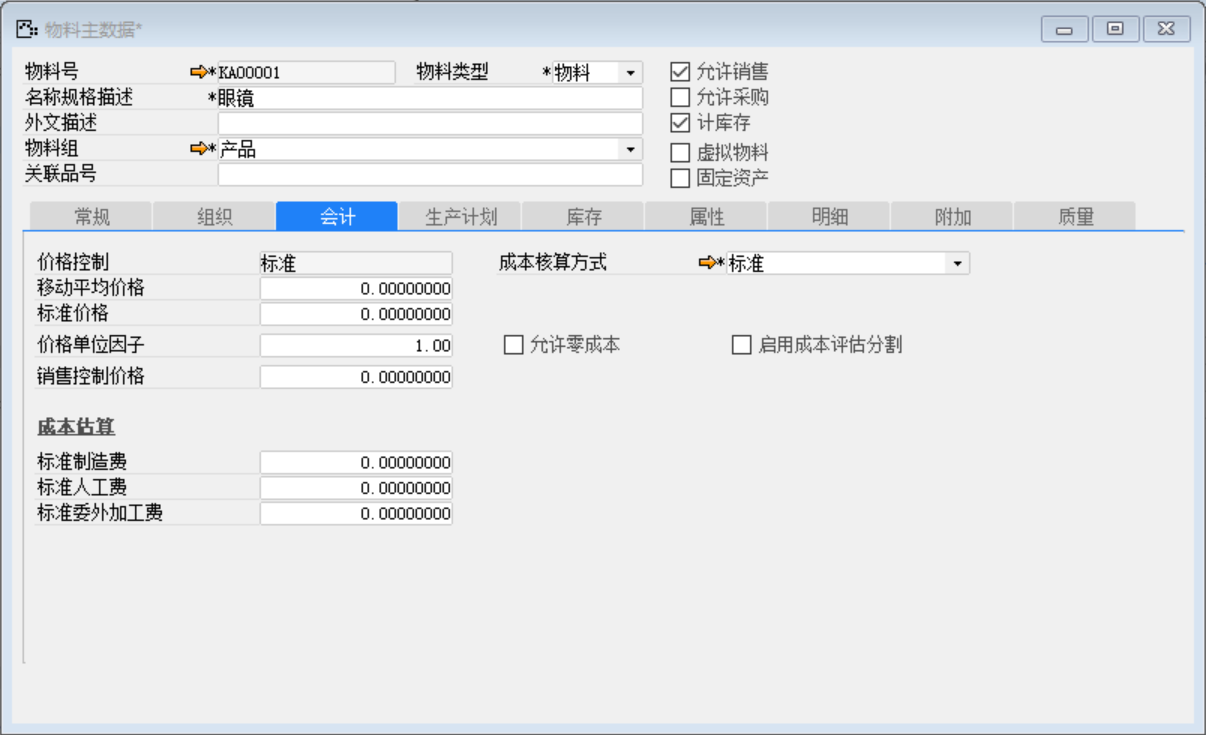 物料主数据*
物料号 *KA00001 物料类型 *物料 允许销售
名称规格描述 *眼镜 允许采购
外文描述 计库存
物料组 *产品 虚拟物料
关联品号 固定资产
常规 组织 会计 生产计划 库存 属性 明细 附加 质量
价格控制 标准 成本核算方式 *标准
移动平均价格 0.00000000
标准价格 0.00000000
价格单位因子 1.00 允许零成本 启用成本评估分割
销售控制价格 0.00000000
成本估算
标准制造费 0.00000000
标准人工费 0.00000000
标准委外加工费 0.00000000